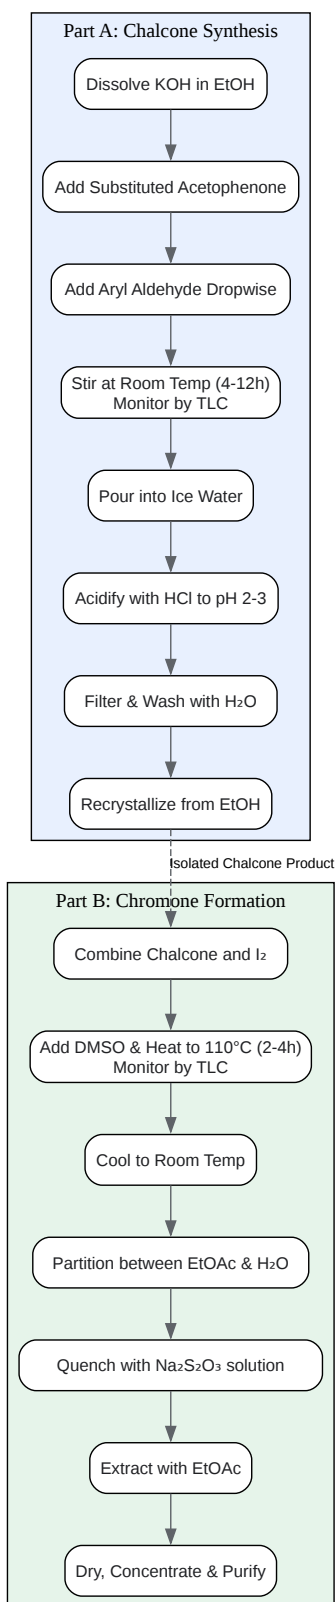 Part A: Chalcone Synthesis
Dissolve KOH in EtOH
Add Substituted Acetophenone
Add Aryl Aldehyde Dropwise
Stir at Room Temp (4-12h)
Monitor by TLC
Pour into Ice Water
Acidify with HCl to pH 2-3
Filter & Wash with H₂O
Recrystallize from EtOH
Isolated Chalcone Product
Part B: Chromone Formation
Combine Chalcone and I₂
Add DMSO & Heat to 110°C (2-4h)
Monitor by TLC
Cool to Room Temp
Partition between EtOAc & H₂O
Quench with Na₂S₂O₃ solution
Extract with EtOAc
Dry, Concentrate & Purify